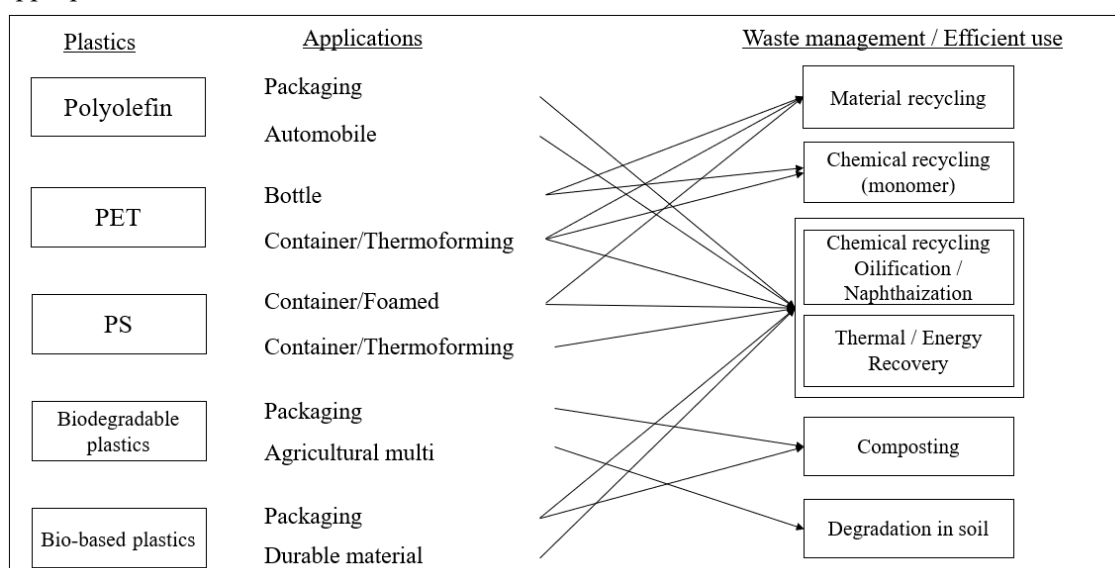 Plastics Applications Waste management / Efficient use
Polyolefin
Packaging
Automobile
PET
Bottle
Container/Thermoforming
PS
Container/Foamed
Container/Thermoforming
Biodegradable
plastics
Packaging
Agricultural multi
Bio-based plastics
Packaging
Durable material
Material recycling
Chemical recycling
(monomer)
Chemical recycling
Oilification /
Naphthaization
Thermal / Energy
Recovery
Composting
Degradation in soil